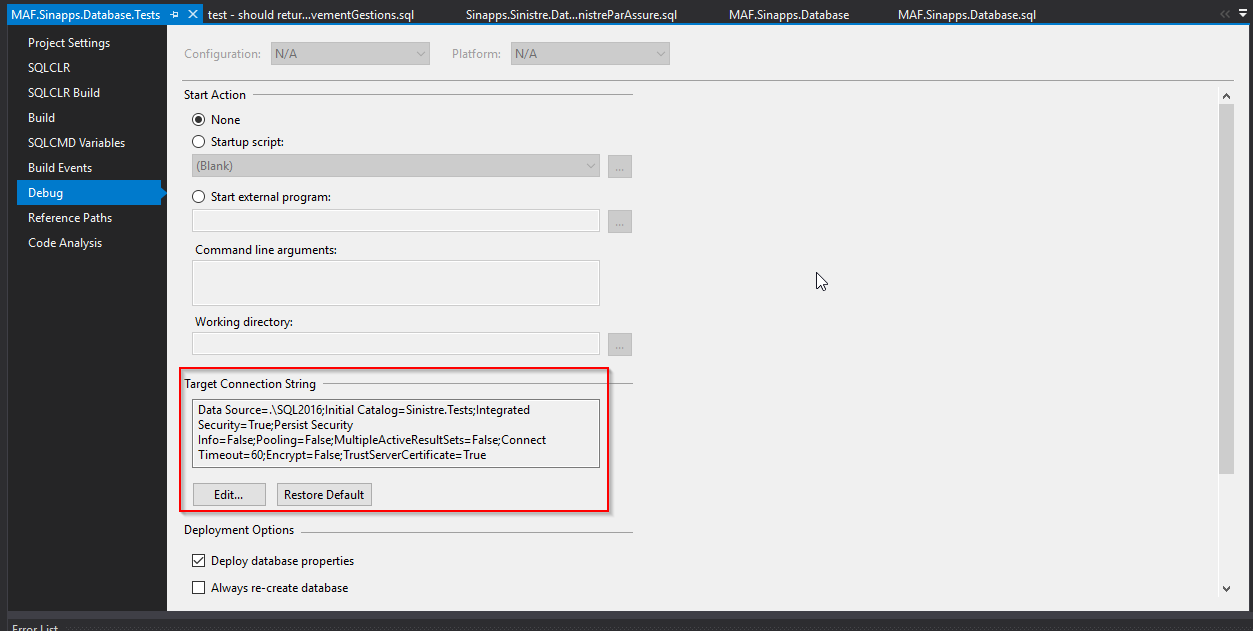 MAF.Sinapps.Database.Tests
test - should retur...vementGestions.sql
Sinapps.Sinistre.Dat...nistreParAssure.sql
MAF.Sinapps.Database
MAF.Sinapps.Database.sql
Project Settings
SQLCLR
SQLCLR Build
Build
SQLCMD Variables
Build Events
Debug
Reference Paths
Code Analysis
Configuration: N/A
Platform: N/A
Start Action
None
Startup script:
(Blank)
...
Start external program:
...
Command line arguments:
Working directory:
...
Target Connection String
Data Source=.\SQL2016;Initial Catalog=Sinistre.Tests;Integrated
Security=True;Persist Security
Info=False;Pooling=False;MultipleActiveResultSets=False;Connect
Timeout=60;Encrypt=False;TrustServerCertificate=True
Edit...
Restore Default
Deployment Options
Deploy database properties
Always re-create database
Error List